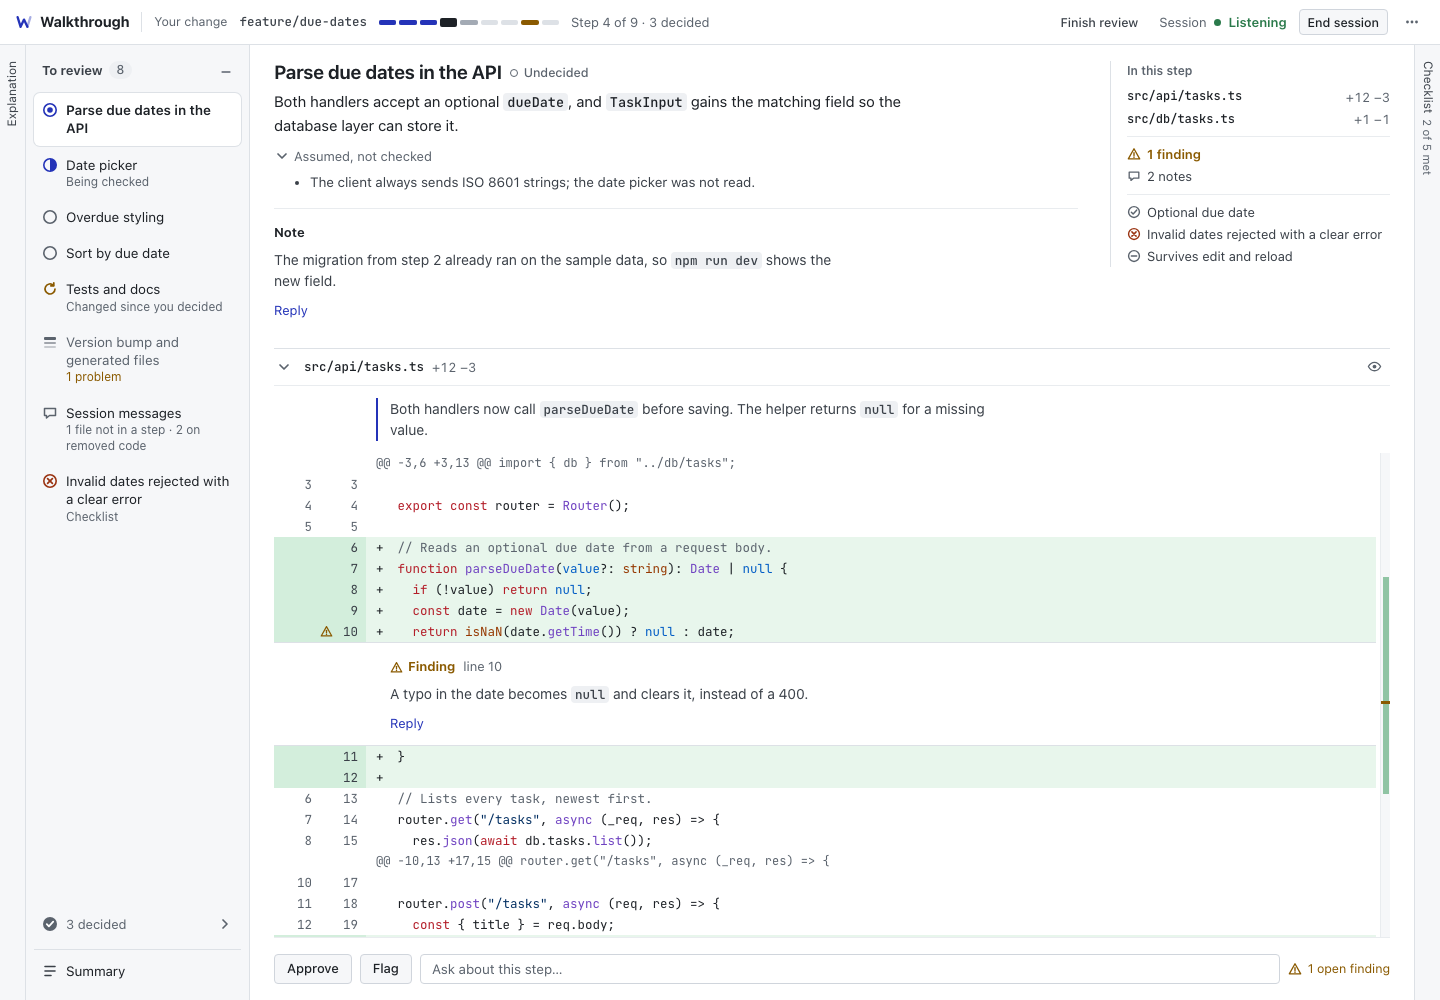 Walkthrough
Your change feature/due-dates Step 4 of 9 · 3 decided
Finish review Session Listening End session
Explanation
To review 8
Parse due dates in the
API
Date picker
Being checked
Overdue styling
Sort by due date
Tests and docs
Changed since you decided
Version bump and
generated files
1 problem
Session messages
1 file not in a step · 2 on
removed code
Invalid dates rejected with
a clear error
Checklist
3 decided
Summary
Parse due dates in the API Undecided
Both handlers accept an optional dueDate, and TaskInput gains the matching field so the
database layer can store it.
Assumed, not checked
• The client always sends ISO 8601 strings; the date picker was not read.
Note
The migration from step 2 already ran on the sample data, so npm run dev shows the
new field.
Reply
In this step
src/api/tasks.ts +12 −3
src/db/tasks.ts +1 −1
1 finding
2 notes
Optional due date
Invalid dates rejected with a clear error
Survives edit and reload
Checklist 2 of 5 met
src/api/tasks.ts +12 −3
Both handlers now call parseDueDate before saving. The helper returns null for a missing
value.
@@ -3,6 +3,13 @@ import { db } from "../db/tasks";
3 3
4 4 export const router = Router();
5 5
6 + // Reads an optional due date from a request body.
7 + function parseDueDate(value?: string): Date | null {
8 + if (!value) return null;
9 + const date = new Date(value);
10 + return isNaN(date.getTime()) ? null : date;
Finding line 10
A typo in the date becomes null and clears it, instead of a 400.
Reply
11 + }
12 +
6 13 // Lists every task, newest first.
7 14 router.get("/tasks", async (_req, res) => {
8 15 res.json(await db.tasks.list());
@@ -10,13 +17,15 @@ router.get("/tasks", async (_req, res) => {
10 17
11 18 router.post("/tasks", async (req, res) => {
12 19 const { title } = req.body;
Approve Flag Ask about this step… 1 open finding